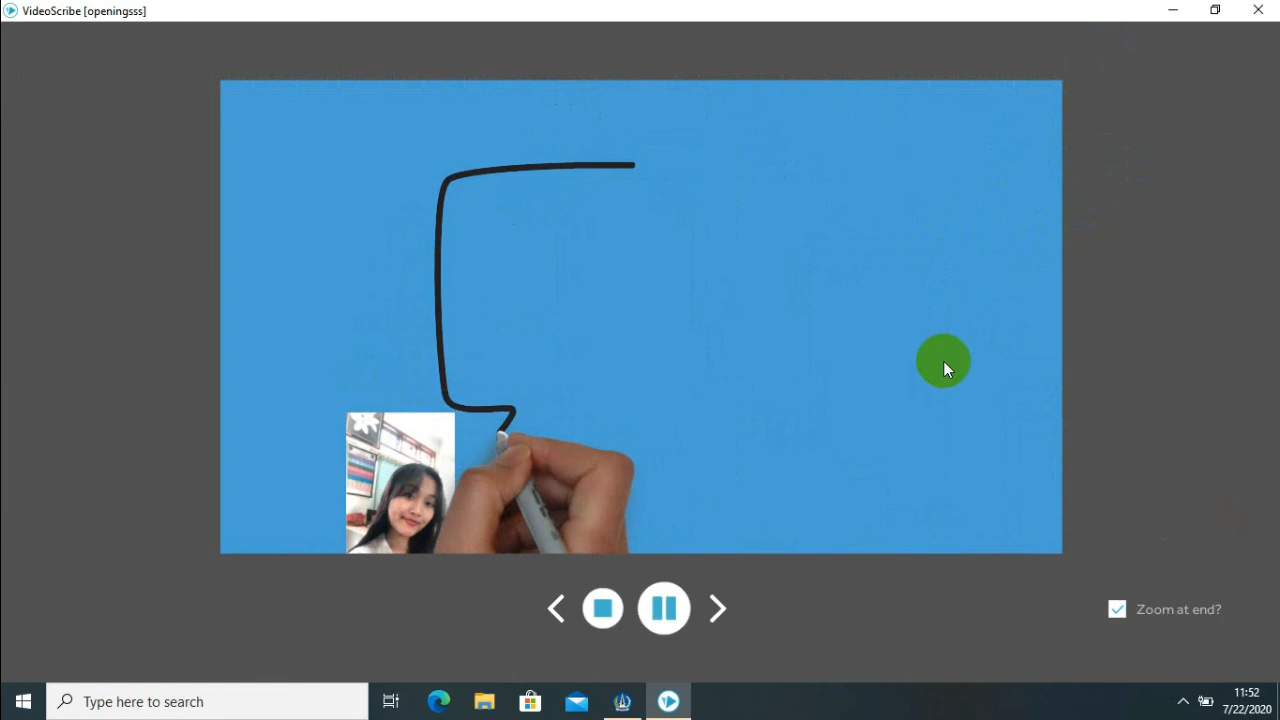 VideoScribe [openingsss]
Zoom at end?
Type here to search
11:52
7/22/2020